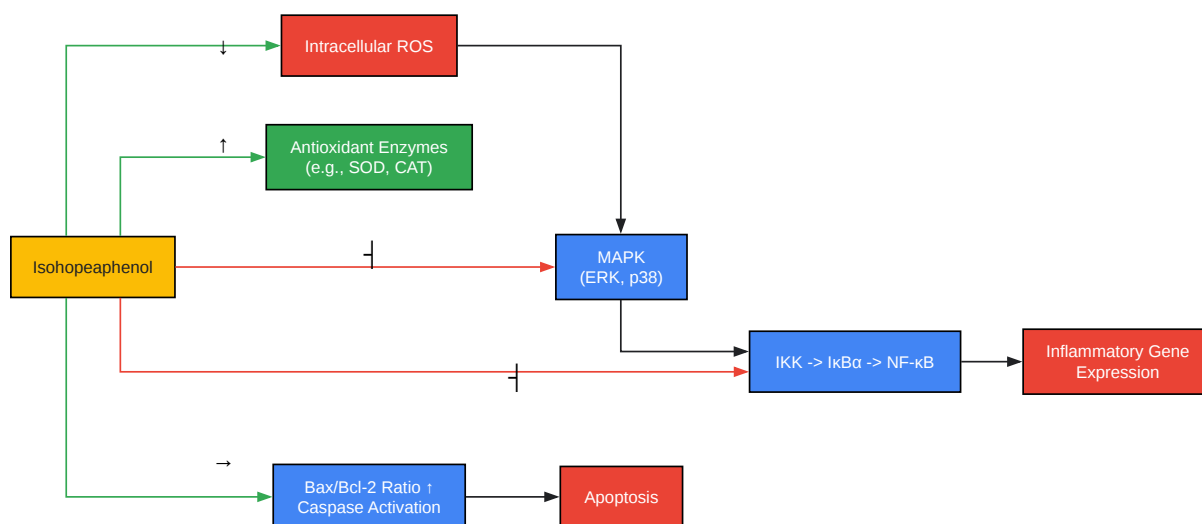 ↓
Intracellular ROS
↑
Antioxidant Enzymes
(e.g., SOD, CAT)
Isohopeaphenol
⊣
MAPK
(ERK, p38)
⊣
IKK -> IκBα -> NF-κB
Inflammatory Gene
Expression
→
Bax/Bcl-2 Ratio ↑
Caspase Activation
Apoptosis